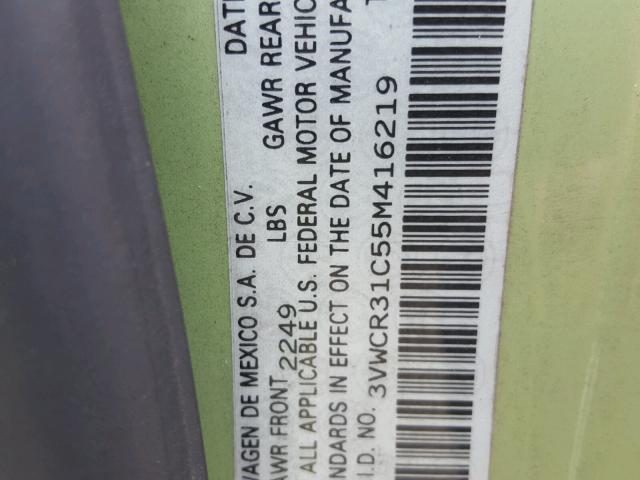 DAT
WAGEN DE MEXICO S.A. DE C.V.
AWR FRONT 2249 LBS GAWR REAR
ALL APPLICABLE U.S. FEDERAL MOTOR VEHIC
NDARDS IN EFFECT ON THE DATE OF MANUFA
I.D. NO. 3VWCR31C55M416219